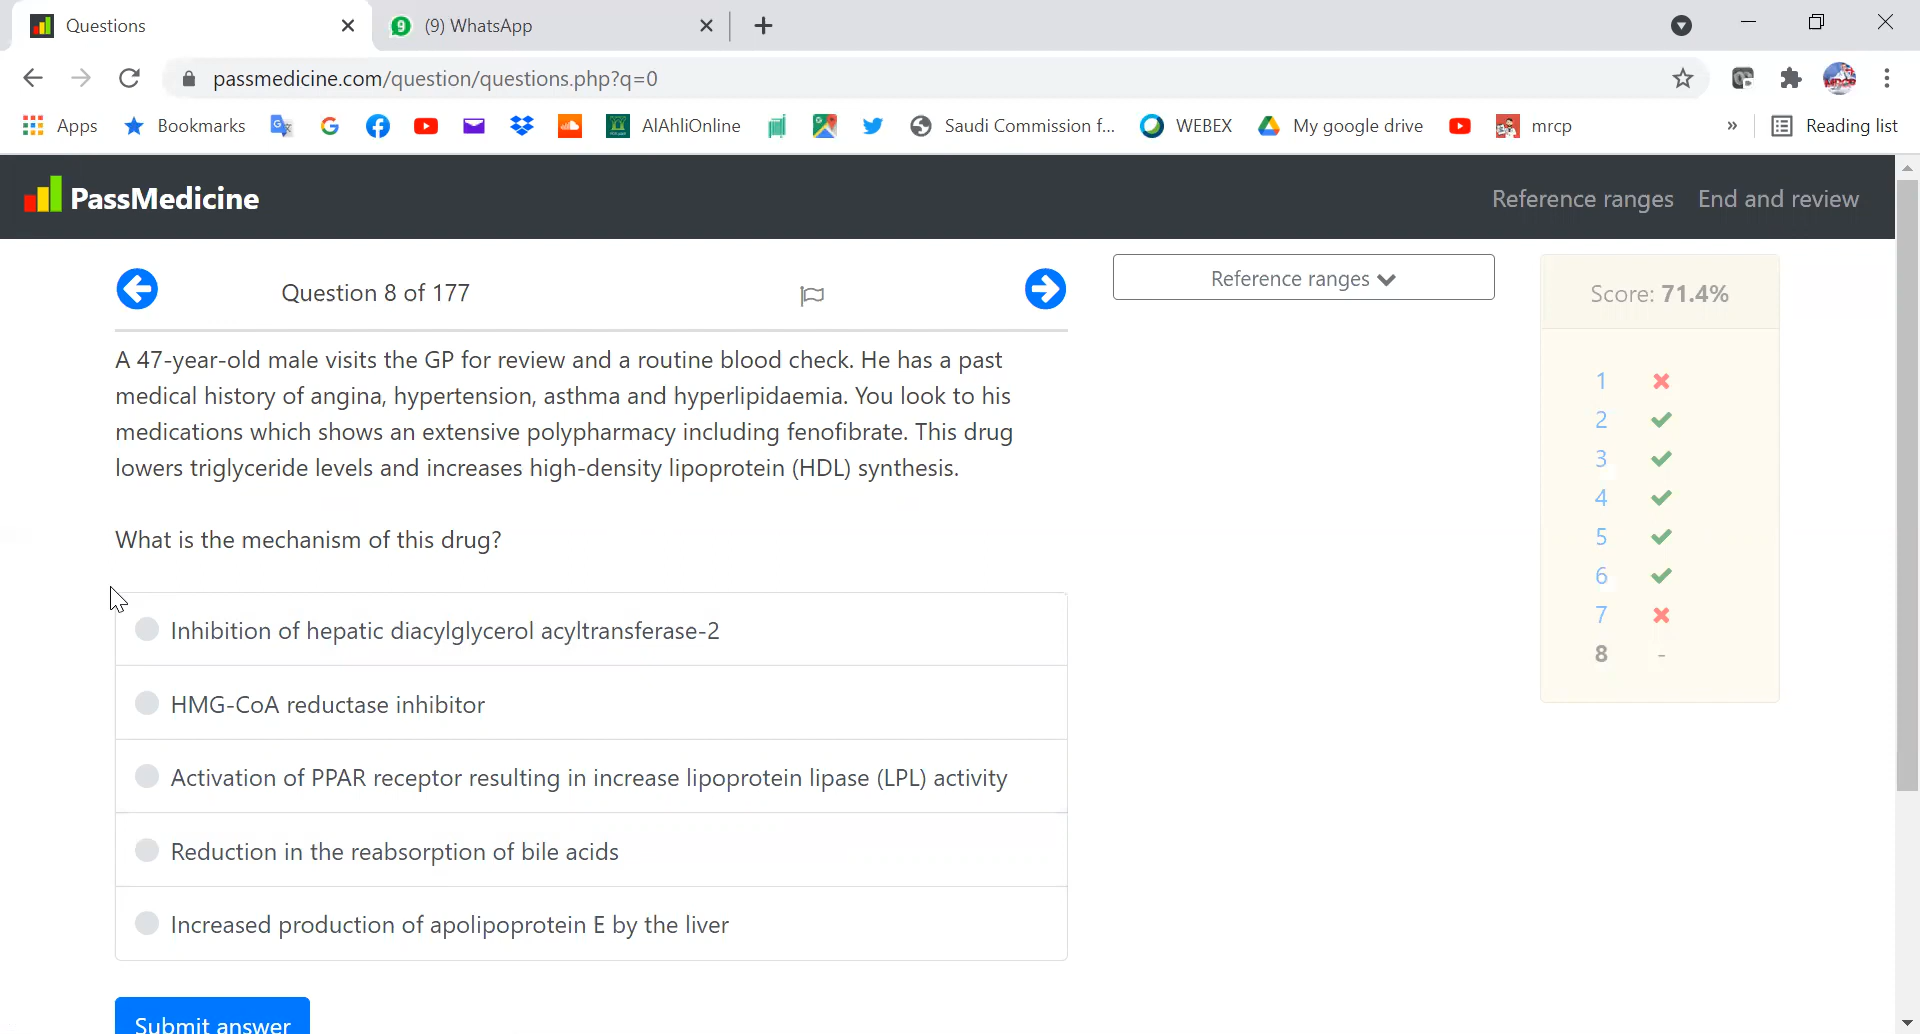 Questions
(9) WhatsApp
passmedicine.com/question/questions.php?q=0
Apps Bookmarks AlAhliOnline Saudi Commission f... WEBEX My google drive mrcp » Reading list
PassMedicine
Reference ranges End and review
Question 8 of 177
Reference ranges
Score: 71.4%
A 47-year-old male visits the GP for review and a routine blood check. He has a past
medical history of angina, hypertension, asthma and hyperlipidaemia. You look to his
medications which shows an extensive polypharmacy including fenofibrate. This drug
lowers triglyceride levels and increases high-density lipoprotein (HDL) synthesis.
What is the mechanism of this drug?
Inhibition of hepatic diacylglycerol acyltransferase-2
HMG-CoA reductase inhibitor
Activation of PPAR receptor resulting in increase lipoprotein lipase (LPL) activity
Reduction in the reabsorption of bile acids
Increased production of apolipoprotein E by the liver
Submit answer
1
2
3
4
5
6
7
8 -